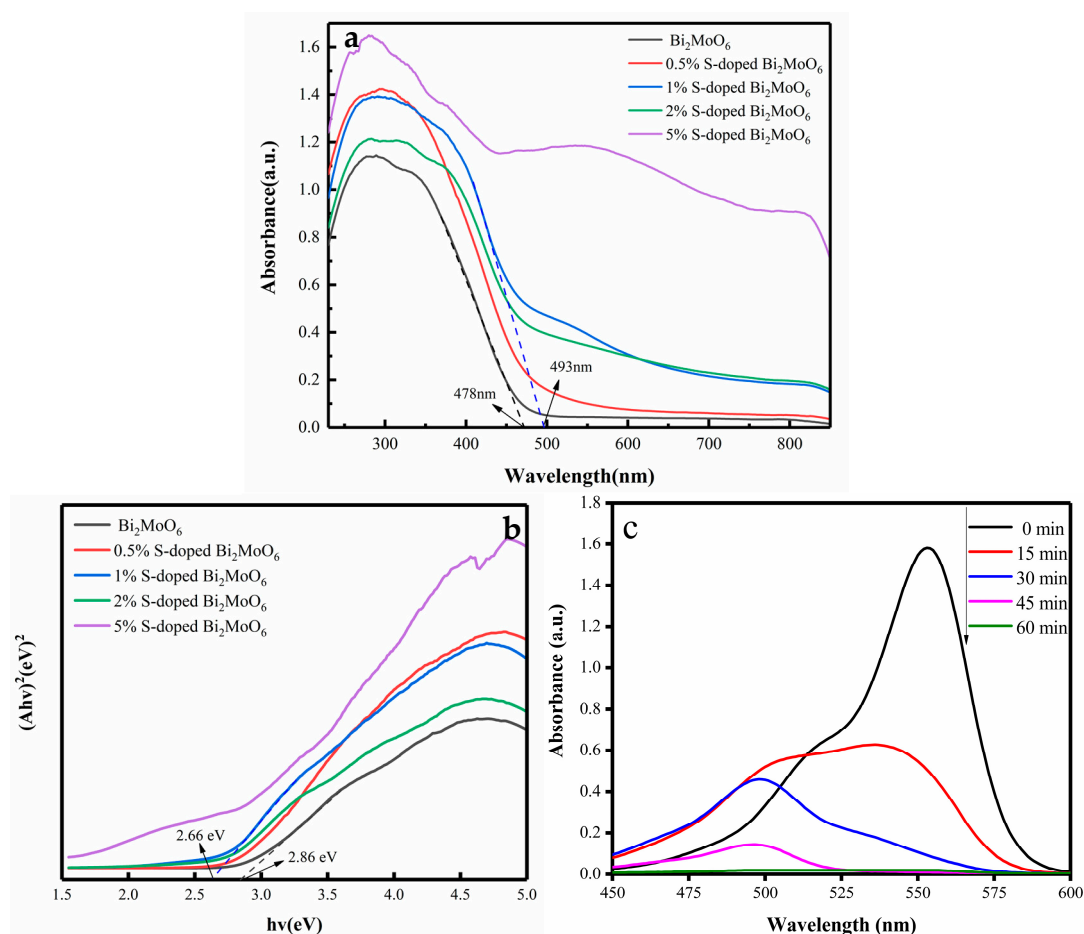 a
Bi₂MoO₆
0.5% S-doped Bi₂MoO₆
1% S-doped Bi₂MoO₆
2% S-doped Bi₂MoO₆
5% S-doped Bi₂MoO₆
1.6
1.4
1.2
1.0
0.8
0.6
0.4
0.2
0.0
Absorbance(a.u.)
478nm
493nm
300 400 500 600 700 800
Wavelength(nm)
b
Bi₂MoO₆
0.5% S-doped Bi₂MoO₆
1% S-doped Bi₂MoO₆
2% S-doped Bi₂MoO₆
5% S-doped Bi₂MoO₆
(Ahv)²(eV)²
2.66 eV
2.86 eV
1.5 2.0 2.5 3.0 3.5 4.0 4.5 5.0
hv(eV)
c
0 min
15 min
30 min
45 min
60 min
1.8
1.6
1.4
1.2
1.0
0.8
0.6
0.4
0.2
0.0
Absorbance (a.u.)
450 475 500 525 550 575 600
Wavelength (nm)